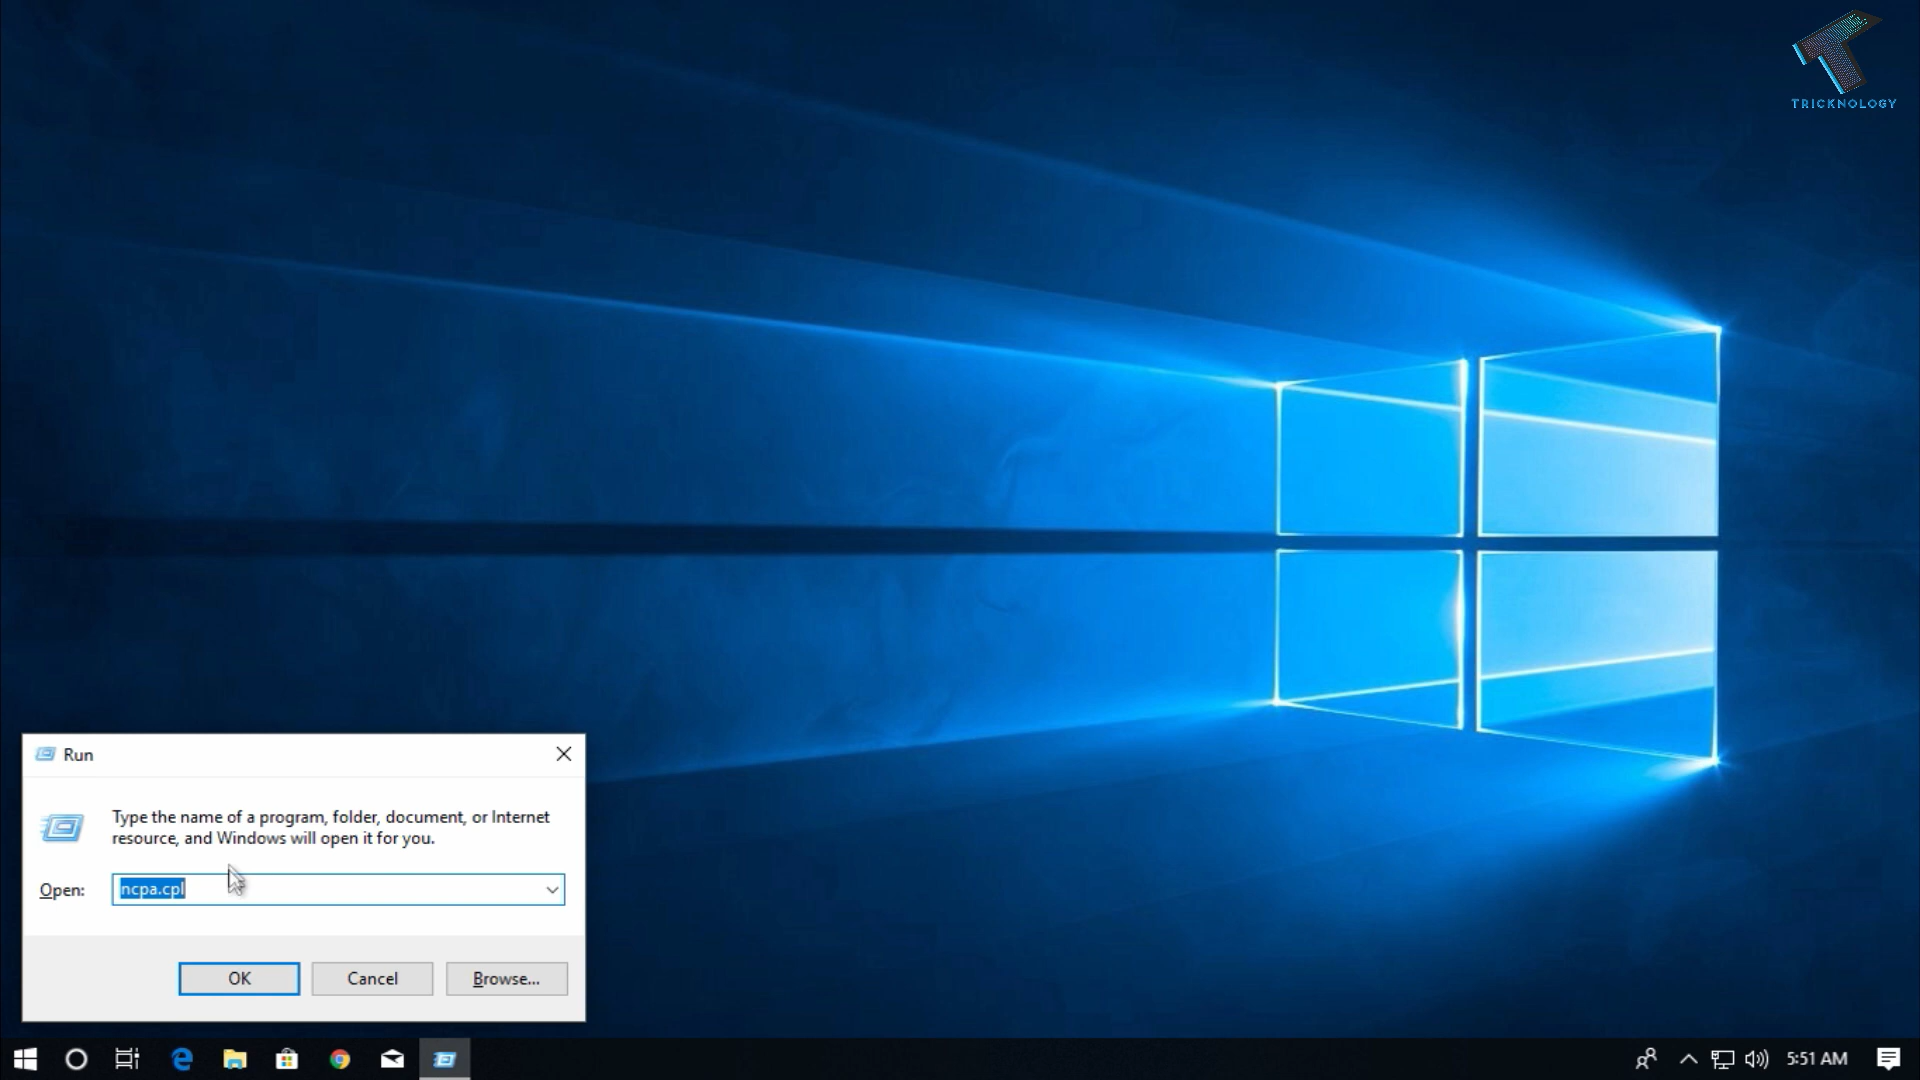 TRICKNOLOGY
Run
Type the name of a program, folder, document, or Internet
resource, and Windows will open it for you.
Open: ncpa.cpl
OK Cancel Browse...
5:51 AM